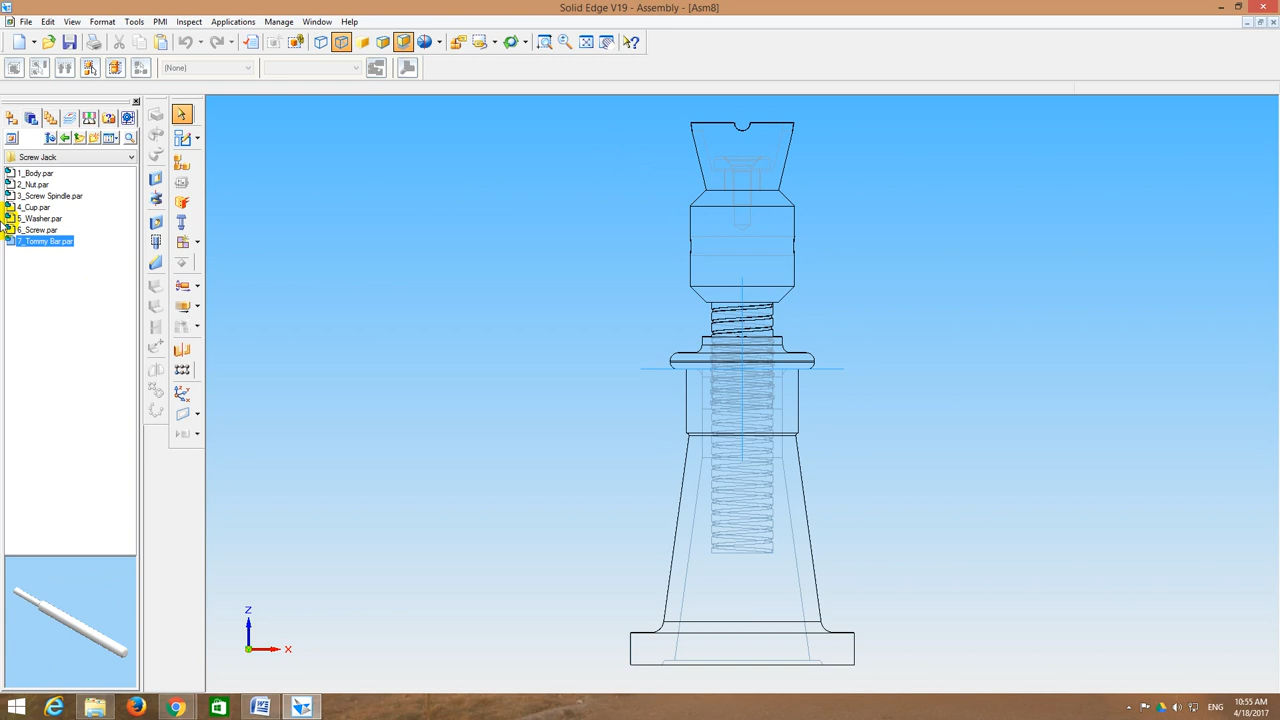 Solid Edge V19 - Assembly - [Asm8]
File Edit View Format Tools PMI Inspect Applications Manage Window Help
(None)
Screw Jack
1_Body.par
2_Nut.par
3_Screw Spindle.par
4_Cup.par
5_Washer.par
6_Screw.par
7_Tommy Bar.par
Z
X
ENG
10:55 AM
4/18/2017